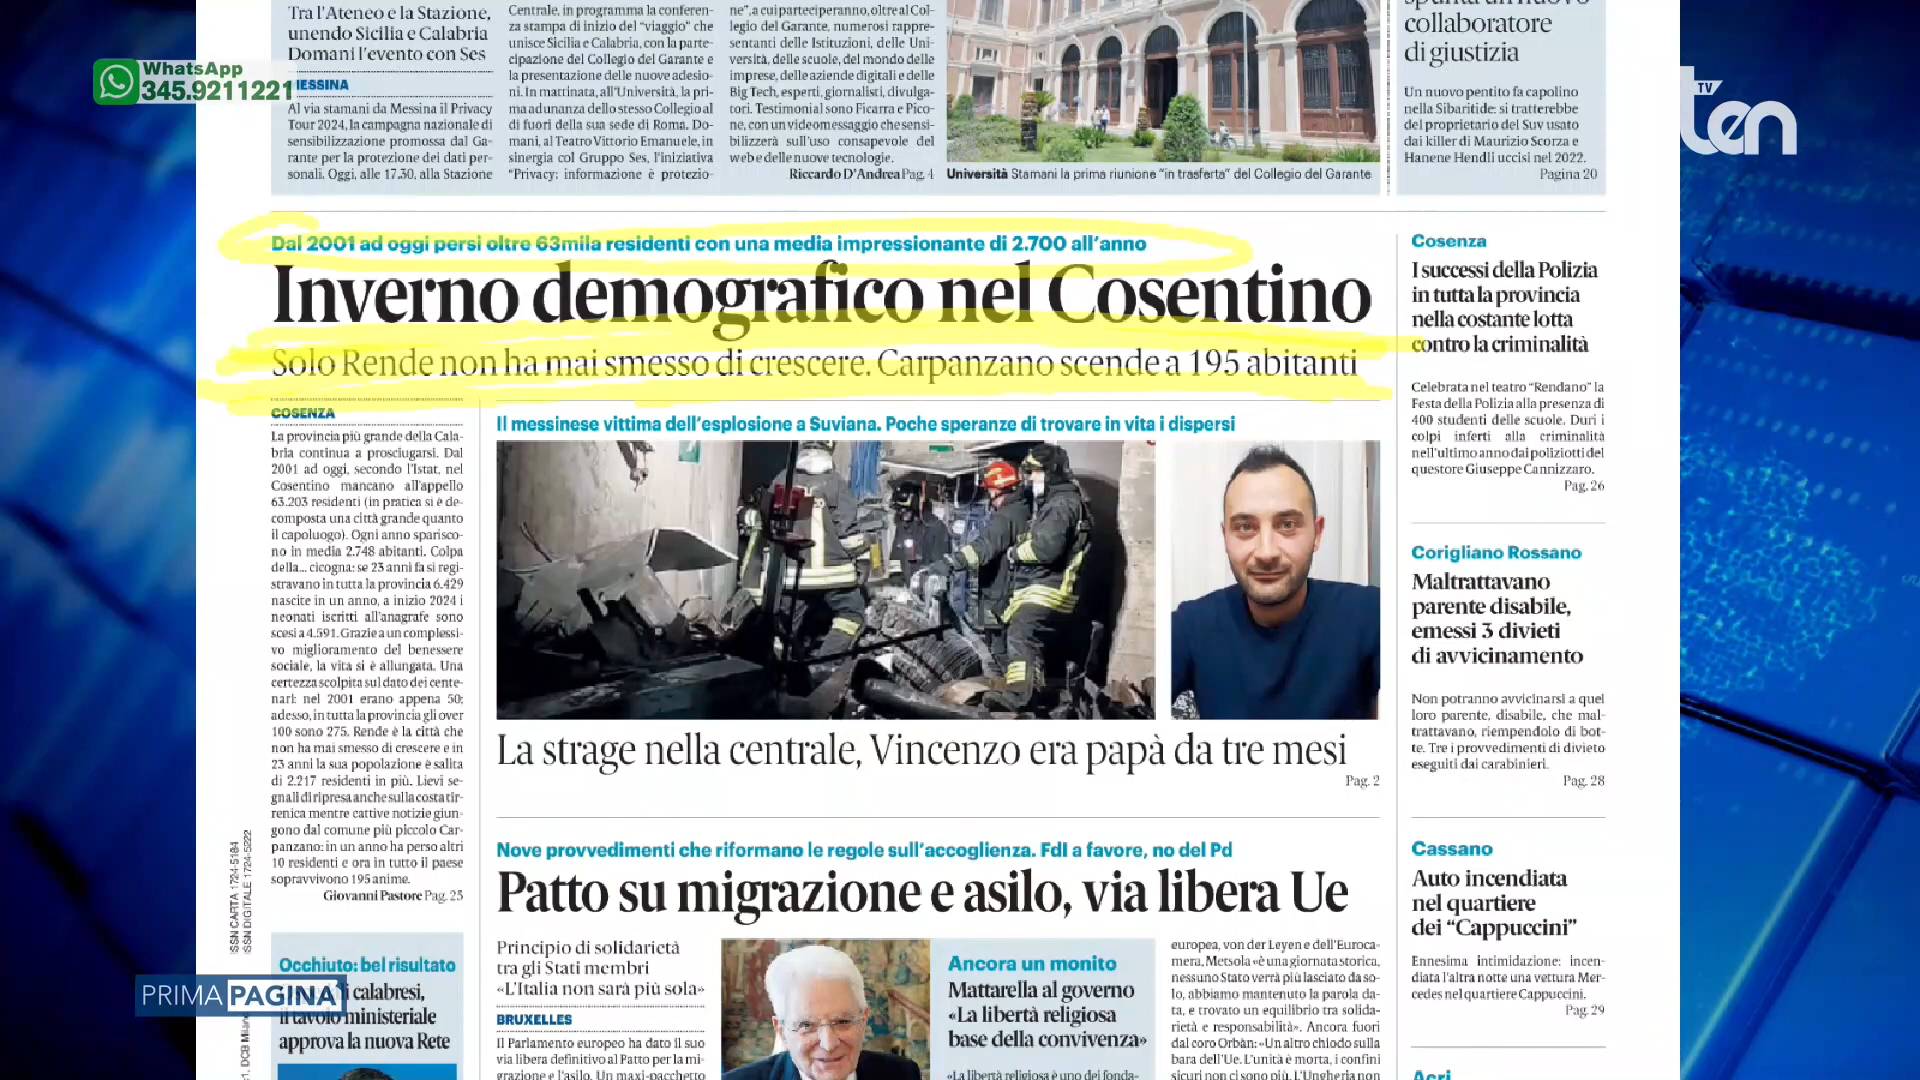 Tra l'Ateneo e la Stazione,
unendo Sicilia e Calabria
Domani l'evento con Ses
WhatsApp
345.9211221
MESSINA
Al via stamani da Messina il Privacy
Tour 2024, la campagna nazionale di
sensibilizzazione promossa dal Ga-
rante per la protezione dei dati per-
sonali. Oggi, alle 17.30, alla Stazione
Centrale, in programma la conferen-
za stampa di inizio del "viaggio" che
unisce Sicilia e Calabria, con la parte-
cipazione del Collegio del Garante e
la presentazione delle nuove adesio-
ni. In mattinata, all'Università, la pri-
ma adunanza dello stesso Collegio al
di fuori della sua sede di Roma. Do-
mani, al Teatro Vittorio Emanuele, in
sinergia col Gruppo Ses, l'iniziativa
"Privacy: informazione è protezio-
ne", a cui parteciperanno, oltre al Col-
legio del Garante, numerosi rappre-
sentanti delle Istituzioni, delle Uni-
versità, delle scuole, del mondo delle
imprese, delle aziende digitali e delle
Big Tech, esperti, giornalisti, divulga-
tori. Testimonial sono Ficarra e Pico-
ne, con un videomessaggio che sensi-
bilizzerà sull'uso consapevole del
web e delle nuove tecnologie.
Riccardo D'Andrea Pag. 4
Università Stamani la prima riunione "in trasferta" del Collegio del Garante
spunta un nuovo
collaboratore
di giustizia
Un nuovo pentito fa capolino
nella Sibaritide: si tratterebbe
del proprietario del Suv usato
dai killer di Maurizio Scorza e
Hanene Hendli uccisi nel 2022.
Pagina 20
TV
ten
Dal 2001 ad oggi persi oltre 63mila residenti con una media impressionante di 2.700 all'anno
Inverno demografico nel Cosentino
Solo Rende non ha mai smesso di crescere. Carpanzano scende a 195 abitanti
COSENZA
La provincia più grande della Cala-
bria continua a prosciugarsi. Dal
2001 ad oggi, secondo l'Istat, nel
Cosentino mancano all'appello
63.203 residenti (in pratica si è de-
composta una città grande quanto
il capoluogo). Ogni anno sparisco-
no in media 2.748 abitanti. Colpa
della... cicogna: se 23 anni fa si regi-
stravano in tutta la provincia 6.429
nascite in un anno, a inizio 2024 i
neonati iscritti all'anagrafe sono
scesi a 4.591. Grazie a un complessi-
vo miglioramento del benessere
sociale, la vita si è allungata. Una
certezza scolpita sul dato dei cente-
nari: nel 2001 erano appena 50;
adesso, in tutta la provincia gli over
100 sono 275. Rende è la città che
non ha mai smesso di crescere e in
23 anni la sua popolazione è salita
di 2.217 residenti in più. Lievi se-
gnali di ripresa anche sulla costa tir-
renica mentre cattive notizie giun-
gono dal comune più piccolo Car-
panzano: in un anno ha perso altri
10 residenti e ora in tutto il paese
sopravvivono 195 anime.
Giovanni Pastore Pag. 25
ISSN CARTA 1724-5184
ISSN DIGITALE 1724-5222
Occhiuto: bel risultato
calabresi,
il tavolo ministeriale
approva la nuova Rete
PRIMA PAGINA
Il messinese vittima dell'esplosione a Suviana. Poche speranze di trovare in vita i dispersi
La strage nella centrale, Vincenzo era papà da tre mesi
Pag. 2
Nove provvedimenti che riformano le regole sull'accoglienza. FdI a favore, no del Pd
Patto su migrazione e asilo, via libera Ue
Principio di solidarietà
tra gli Stati membri
«L'Italia non sarà più sola»
BRUXELLES
Il Parlamento europeo ha dato il suo
via libera definitivo al Patto per la mi-
grazione e l'asilo. Un maxi-pacchetto
Ancora un monito
Mattarella al governo
«La libertà religiosa
base della convivenza»
«La libertà religiosa è uno dei fonda-
europea, von der Leyen e dell'Euroca-
mera, Metsola «è una giornata storica,
nessuno Stato verrà più lasciato da so-
lo, abbiamo mantenuto la parola da-
ta, e trovato un equilibrio tra solida-
rietà e responsabilità». Ancora fuori
dal coro Orbàn: «Un altro chiodo sulla
bara dell'Ue. L'unità è morta, i confini
sicuri non ci sono più. L'Ungheria non
Cosenza
I successi della Polizia
in tutta la provincia
nella costante lotta
contro la criminalità
Celebrata nel teatro "Rendano" la
Festa della Polizia alla presenza di
400 studenti delle scuole. Duri i
colpi inferti alla criminalità
nell'ultimo anno dai poliziotti del
questore Giuseppe Cannizzaro.
Pag. 26
Corigliano Rossano
Maltrattavano
parente disabile,
emessi 3 divieti
di avvicinamento
Non potranno avvicinarsi a quel
loro parente, disabile, che mal-
trattavano, riempendolo di bot-
te. Tre i provvedimenti di divieto
eseguiti dai carabinieri.
Pag. 28
Cassano
Auto incendiata
nel quartiere
dei "Cappuccini"
Ennesima intimidazione: incen-
diata l'altra notte una vettura Mer-
cedes nel quartiere Cappuccini.
Pag. 29
Acri